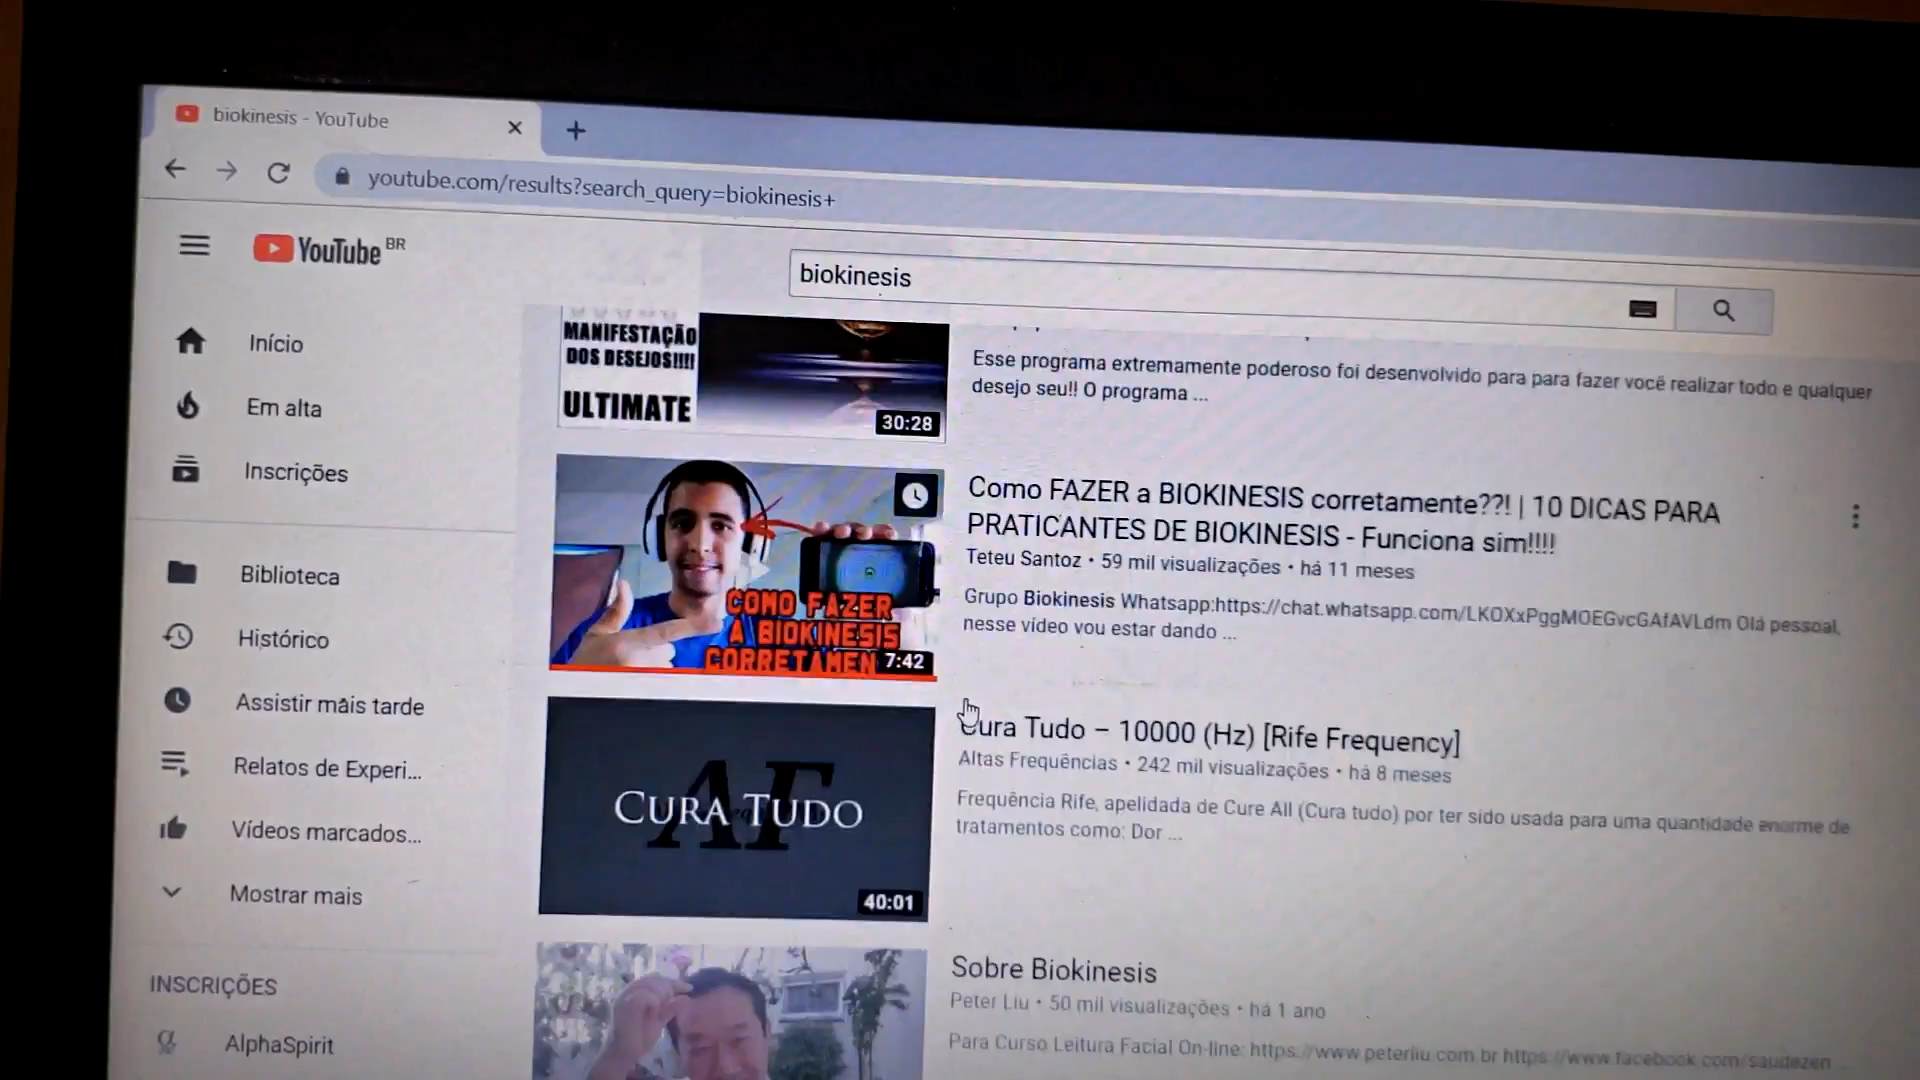 biokinesis - YouTube
youtube.com/results?search_query=biokinesis+
YouTube BR
biokinesis
Início
Em alta
Inscrições
Biblioteca
Histórico
Assistir mais tarde
Relatos de Experi...
Vídeos marcados...
Mostrar mais
INSCRIÇÕES
AlphaSpirit
MANIFESTAÇÃO
DOS DESEJOS!!!!
ULTIMATE
30:28
Esse programa extremamente poderoso foi desenvolvido para para fazer você realizar todo e qualquer
desejo seu!! O programa ...
COMO FAZER
A BIOKINESIS
CORRETAMEN
7:42
Como FAZER a BIOKINESIS corretamente??! | 10 DICAS PARA
PRATICANTES DE BIOKINESIS - Funciona sim!!!!
Teteu Santoz • 59 mil visualizações • há 11 meses
Grupo Biokinesis Whatsapp:https://chat.whatsapp.com/LKOXxPggMOEGvcGAfAVLdm Olá pessoal,
nesse vídeo vou estar dando ...
CURA TUDO
40:01
Cura Tudo – 10000 (Hz) [Rife Frequency]
Altas Frequências • 242 mil visualizações • há 8 meses
Frequência Rife, apelidada de Cure All (Cura tudo) por ter sido usada para uma quantidade enorme de
tratamentos como: Dor ...
Sobre Biokinesis
Peter Liu • 50 mil visualizações • há 1 ano
Para Curso Leitura Facial On-line: https://www.peterliu.com.br https://www.facebook.com/saudezen